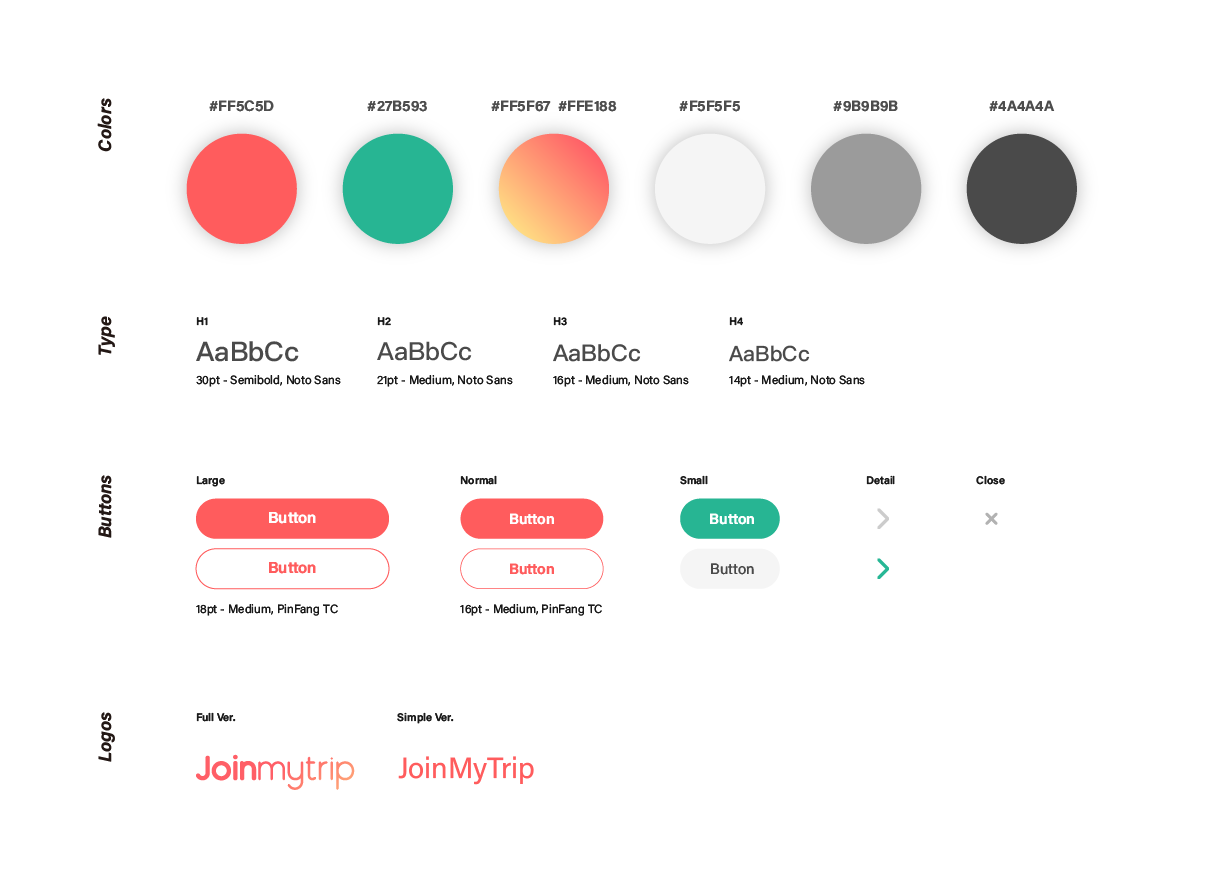 Colors
#FF5C5D
#27B593
#FF5F67 #FFE188
#F5F5F5
#9B9B9B
#4A4A4A
Type
H1
AaBbCc
30pt - Semibold, Noto Sans
H2
AaBbCc
21pt - Medium, Noto Sans
H3
AaBbCc
16pt - Medium, Noto Sans
H4
AaBbCc
14pt - Medium, Noto Sans
Buttons
Large
Button
Button
18pt - Medium, PinFang TC
Normal
Button
Button
16pt - Medium, PinFang TC
Small
Button
Button
Detail
Close
Logos
Full Ver.
Joinmytrip
Simple Ver.
JoinMyTrip